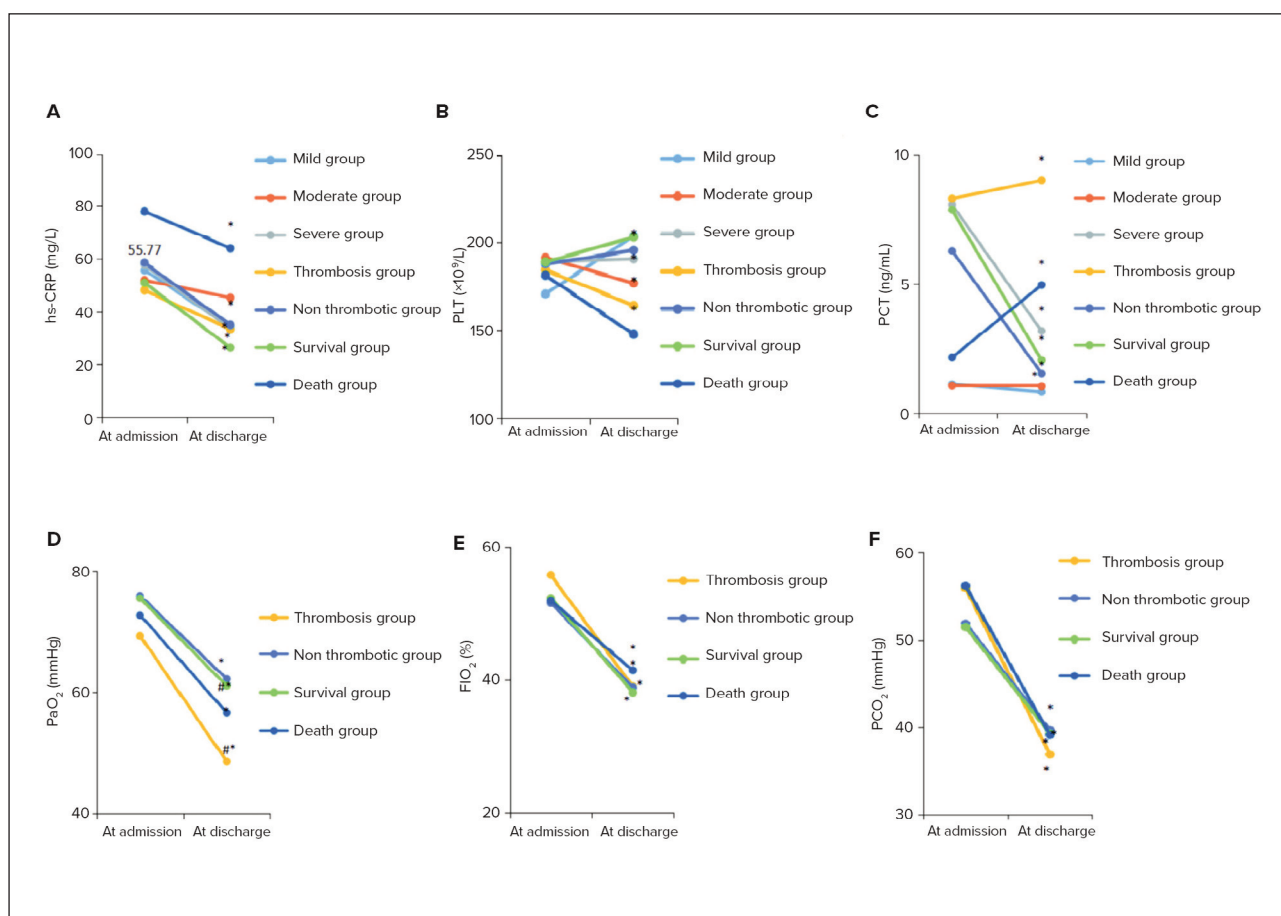 A
100
80
60
40
20
0
hs-CRP (mg/L)
55.77
At admission At discharge
Mild group
Moderate group
Severe group
Thrombosis group
Non thrombotic group
Survival group
Death group
B
250
200
150
100
PLT (×10⁹/L)
At admission At discharge
Mild group
Moderate group
Severe group
Thrombosis group
Non thrombotic group
Survival group
Death group
C
10
5
0
PCT (ng/mL)
At admission At discharge
Mild group
Moderate group
Severe group
Thrombosis group
Non thrombotic group
Survival group
Death group
D
80
60
40
PaO₂ (mmHg)
*
#*
*
#*
At admission At discharge
Thrombosis group
Non thrombotic group
Survival group
Death group
E
60
40
20
FIO₂ (%)
At admission At discharge
Thrombosis group
Non thrombotic group
Survival group
Death group
F
60
50
40
30
PCO₂ (mmHg)
At admission At discharge
Thrombosis group
Non thrombotic group
Survival group
Death group